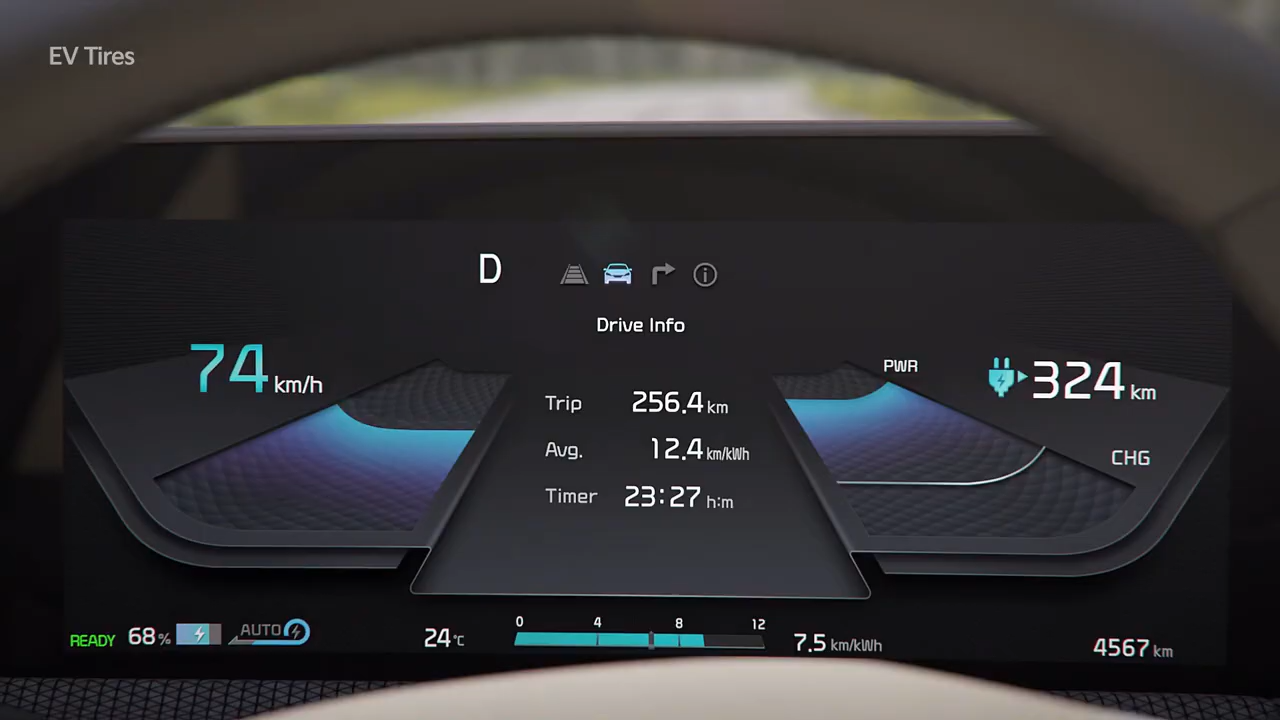 EV Tires
D
Drive Info
74 km/h
PWR
324 km
Trip 256.4 km
Avg. 12.4 km/kWh
CHG
Timer 23:27 h:m
0 4 8 12
READY 68% AUTO 24°C 7.5 km/kWh 4567 km